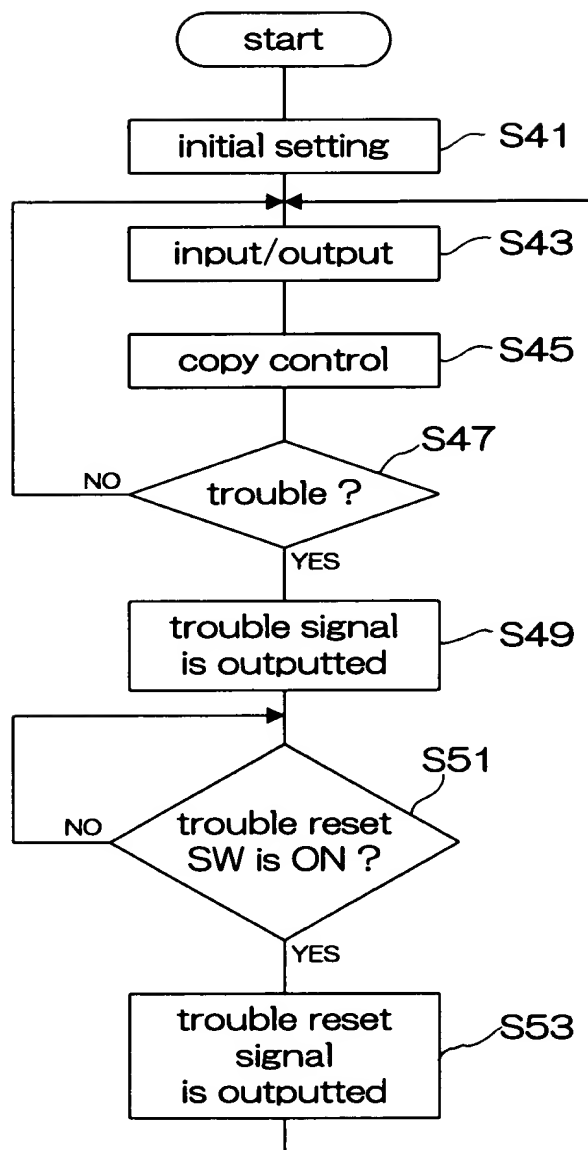 start
initial setting
S41
input/output
S43
copy control
S45
trouble ?
S47
NO
YES
trouble signal
is outputted
S49
trouble reset
SW is ON ?
S51
NO
YES
trouble reset
signal
is outputted
S53